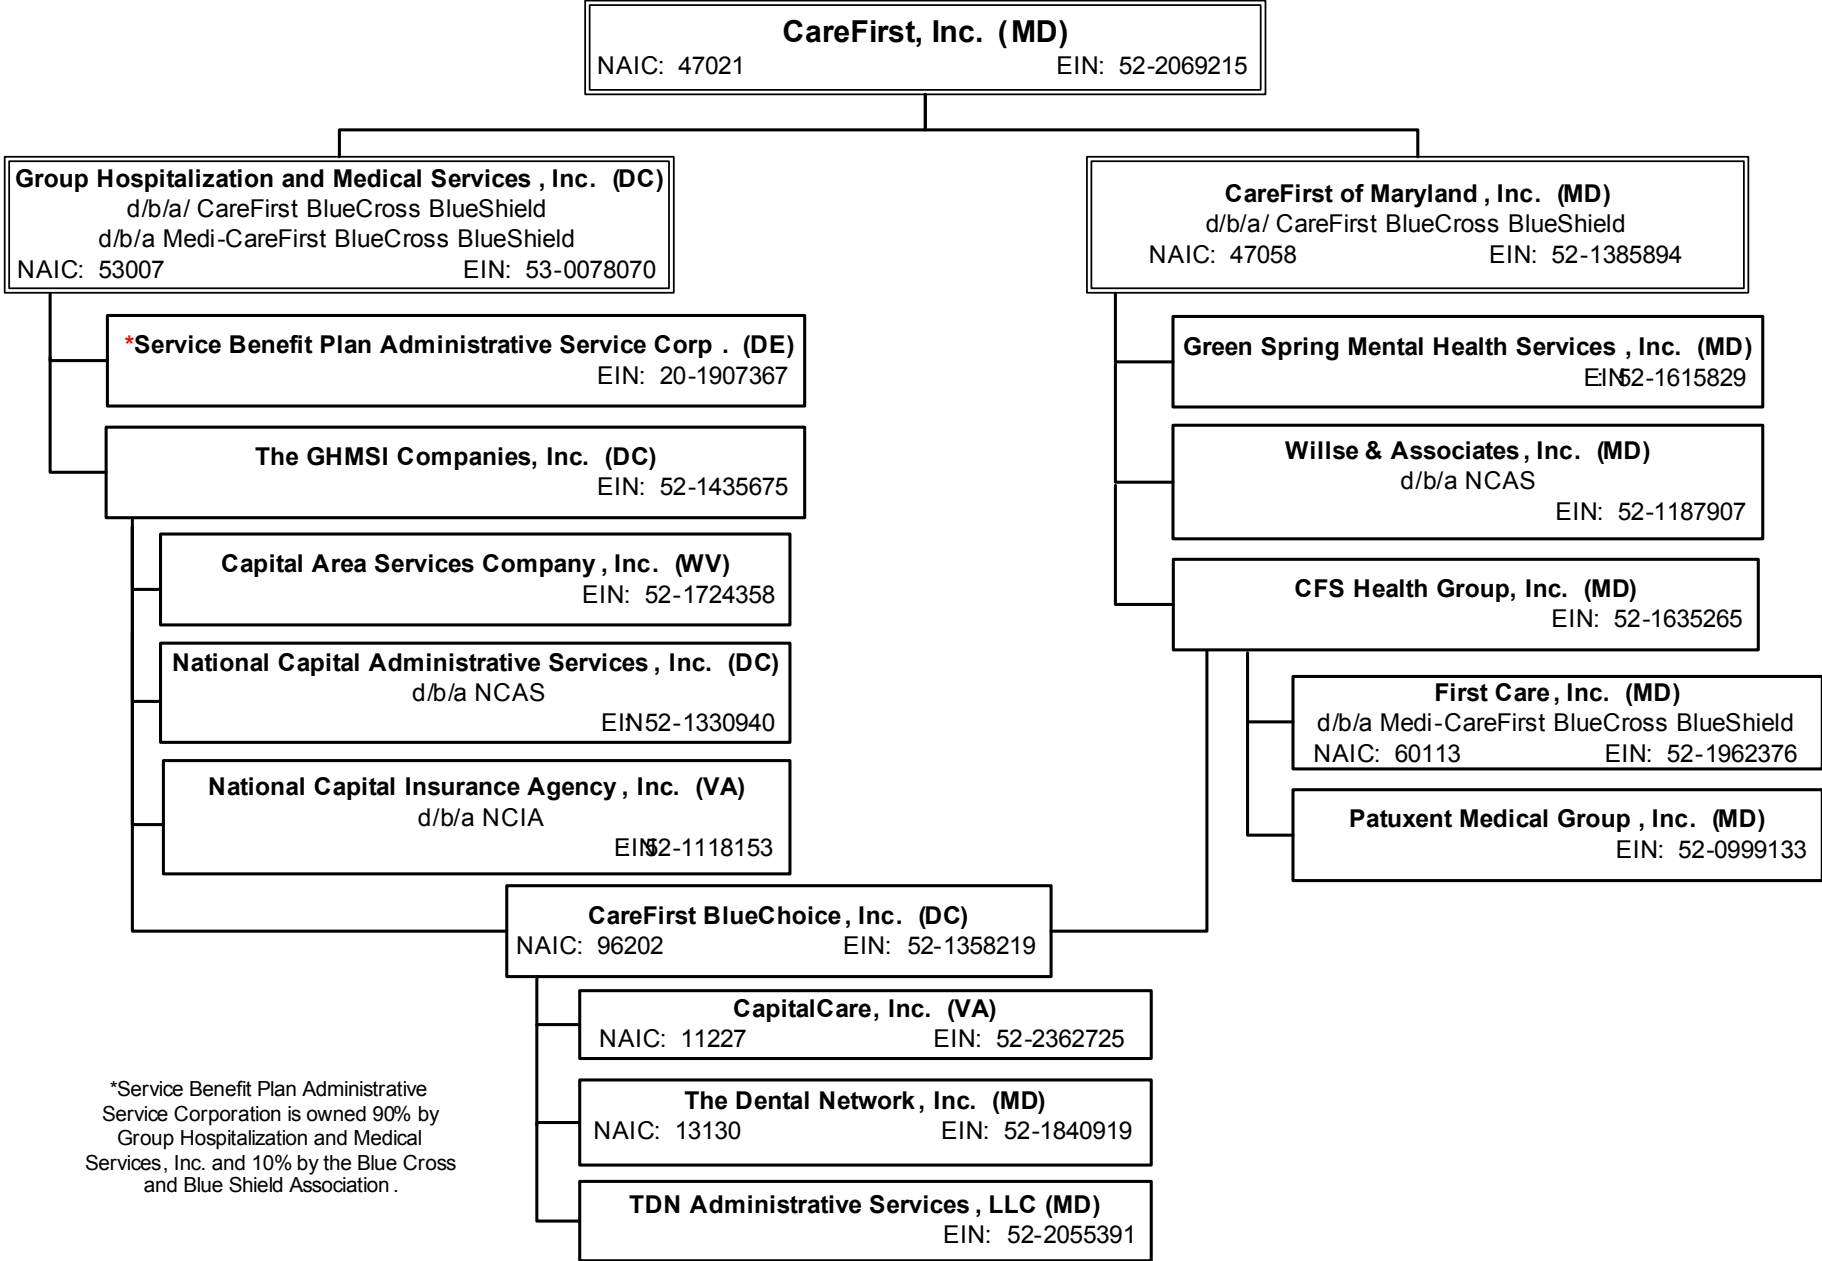 CareFirst, Inc. (MD)
NAIC: 47021 EIN: 52-2069215
Group Hospitalization and Medical Services , Inc. (DC)
d/b/a/ CareFirst BlueCross BlueShield
d/b/a Medi-CareFirst BlueCross BlueShield
NAIC: 53007 EIN: 53-0078070
CareFirst of Maryland , Inc. (MD)
d/b/a/ CareFirst BlueCross BlueShield
NAIC: 47058 EIN: 52-1385894
*Service Benefit Plan Administrative Service Corp . (DE)
EIN: 20-1907367
The GHMSI Companies, Inc. (DC)
EIN: 52-1435675
Capital Area Services Company , Inc. (WV)
EIN: 52-1724358
National Capital Administrative Services , Inc. (DC)
d/b/a NCAS
EIN: 52-1330940
National Capital Insurance Agency , Inc. (VA)
d/b/a NCIA
EIN: 52-1118153
Green Spring Mental Health Services , Inc. (MD)
EIN: 52-1615829
Willse & Associates , Inc. (MD)
d/b/a NCAS
EIN: 52-1187907
CFS Health Group, Inc. (MD)
EIN: 52-1635265
First Care , Inc. (MD)
d/b/a Medi-CareFirst BlueCross BlueShield
NAIC: 60113 EIN: 52-1962376
Patuxent Medical Group , Inc. (MD)
EIN: 52-0999133
CareFirst BlueChoice , Inc. (DC)
NAIC: 96202 EIN: 52-1358219
CapitalCare, Inc. (VA)
NAIC: 11227 EIN: 52-2362725
The Dental Network , Inc. (MD)
NAIC: 13130 EIN: 52-1840919
TDN Administrative Services , LLC (MD)
EIN: 52-2055391
*Service Benefit Plan Administrative
Service Corporation is owned 90% by
Group Hospitalization and Medical
Services, Inc. and 10% by the Blue Cross
and Blue Shield Association .